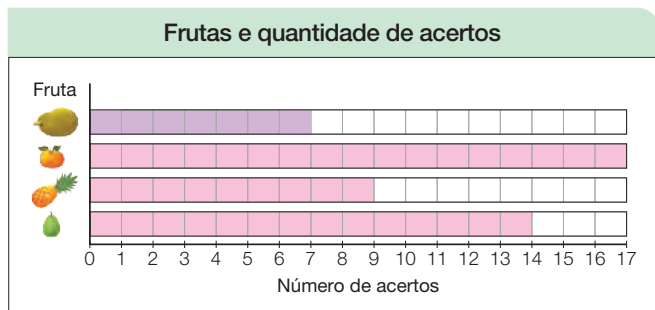 Frutas e quantidade de acertos
Fruta
0 1 2 3 4 5 6 7 8 9 10 11 12 13 14 15 16 17
Número de acertos